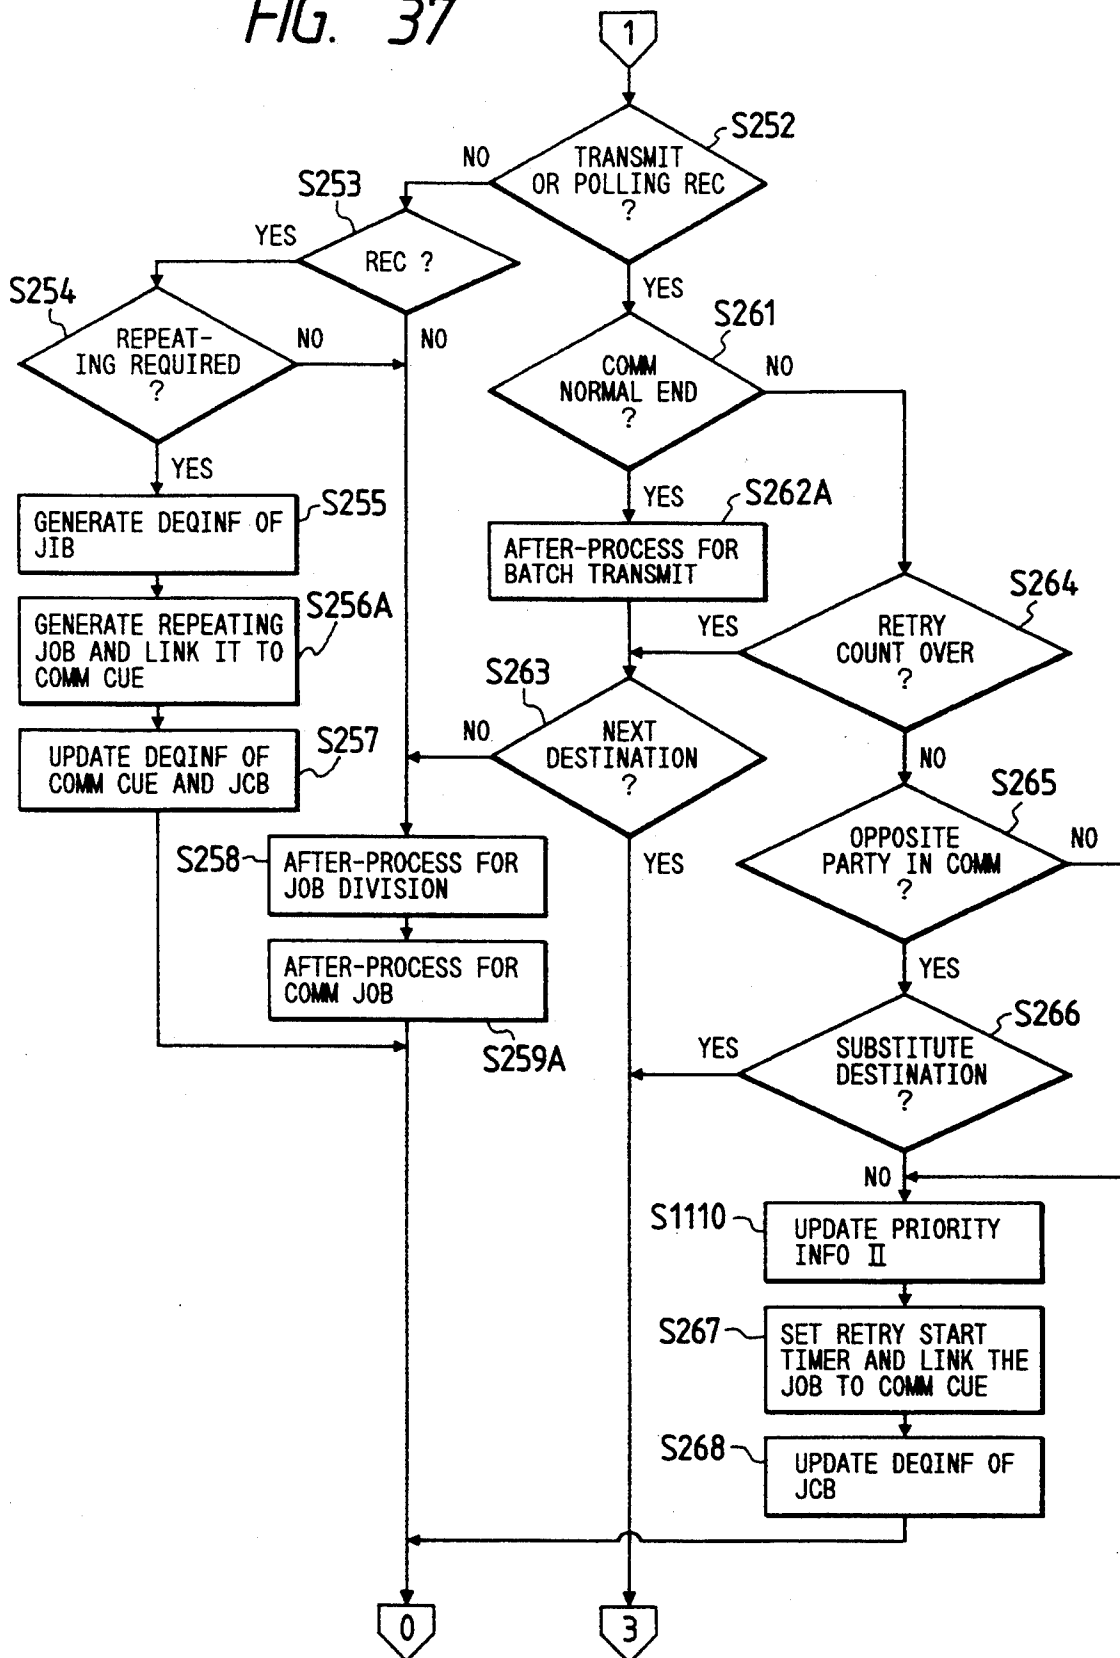 FIG. 37
1
S252
TRANSMIT
OR POLLING REC
?
NO
YES
S253
REC ?
YES
NO
S254
REPEAT-
ING REQUIRED
?
NO
YES
S261
COMM
NORMAL END
?
NO
YES
S255
GENERATE DEQINF OF
JIB
S262A
AFTER-PROCESS FOR
BATCH TRANSMIT
S256A
GENERATE REPEATING
JOB AND LINK IT TO
COMM CUE
S264
RETRY
COUNT OVER
?
YES
NO
S263
NEXT
DESTINATION
?
NO
YES
S257
UPDATE DEQINF OF
COMM CUE AND JCB
S265
OPPOSITE
PARTY IN COMM
?
NO
YES
S258
AFTER-PROCESS FOR
JOB DIVISION
AFTER-PROCESS FOR
COMM JOB
S259A
S266
SUBSTITUTE
DESTINATION
?
YES
NO
S1110
UPDATE PRIORITY
INFO II
S267
SET RETRY START
TIMER AND LINK THE
JOB TO COMM CUE
S268
UPDATE DEQINF OF
JCB
0
3